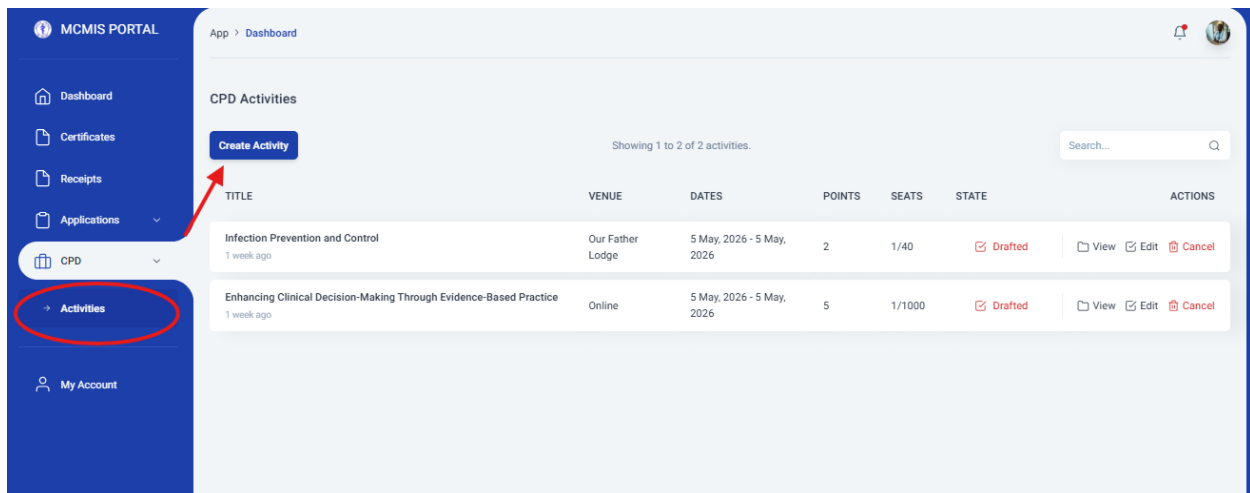 MCMIS PORTAL
App > Dashboard
Dashboard
Certificates
Receipts
Applications
CPD
Activities
My Account
CPD Activities
Create Activity
Showing 1 to 2 of 2 activities.
Search...
TITLE VENUE DATES POINTS SEATS STATE ACTIONS
Infection Prevention and Control
1 week ago
Our Father
Lodge
5 May, 2026 - 5 May,
2026
2
1/40
Drafted
View Edit Cancel
Enhancing Clinical Decision-Making Through Evidence-Based Practice
1 week ago
Online
5 May, 2026 - 5 May,
2026
5
1/1000
Drafted
View Edit Cancel